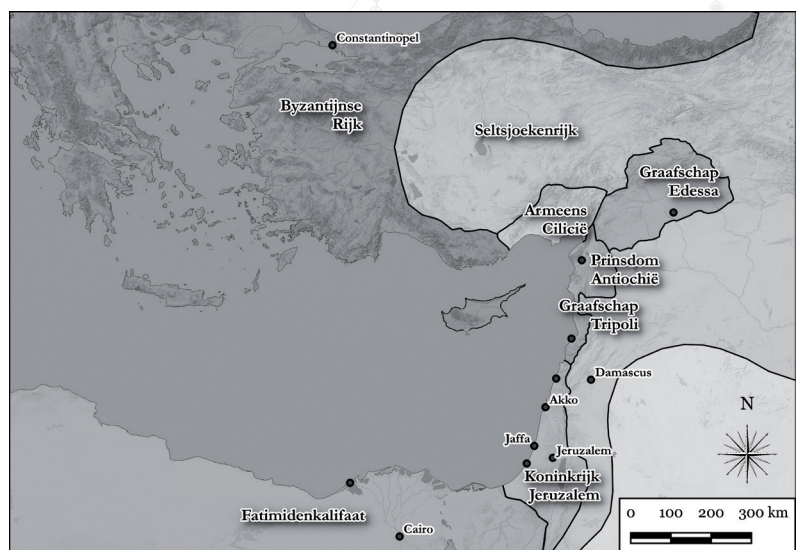 Constantinopel
Byzantijnse
Rijk
Seltsjoekenrijk
Graafschap
Edessa
Armeens
Cilicië
Prinsdom
Antiochië
Graafschap
Tripoli
Damascus
Akko
N
Jaffa
Jeruzalem
Koninkrijk
Jeruzalem
Fatimidenkalifaat
Cairo
0 100 200 300 km